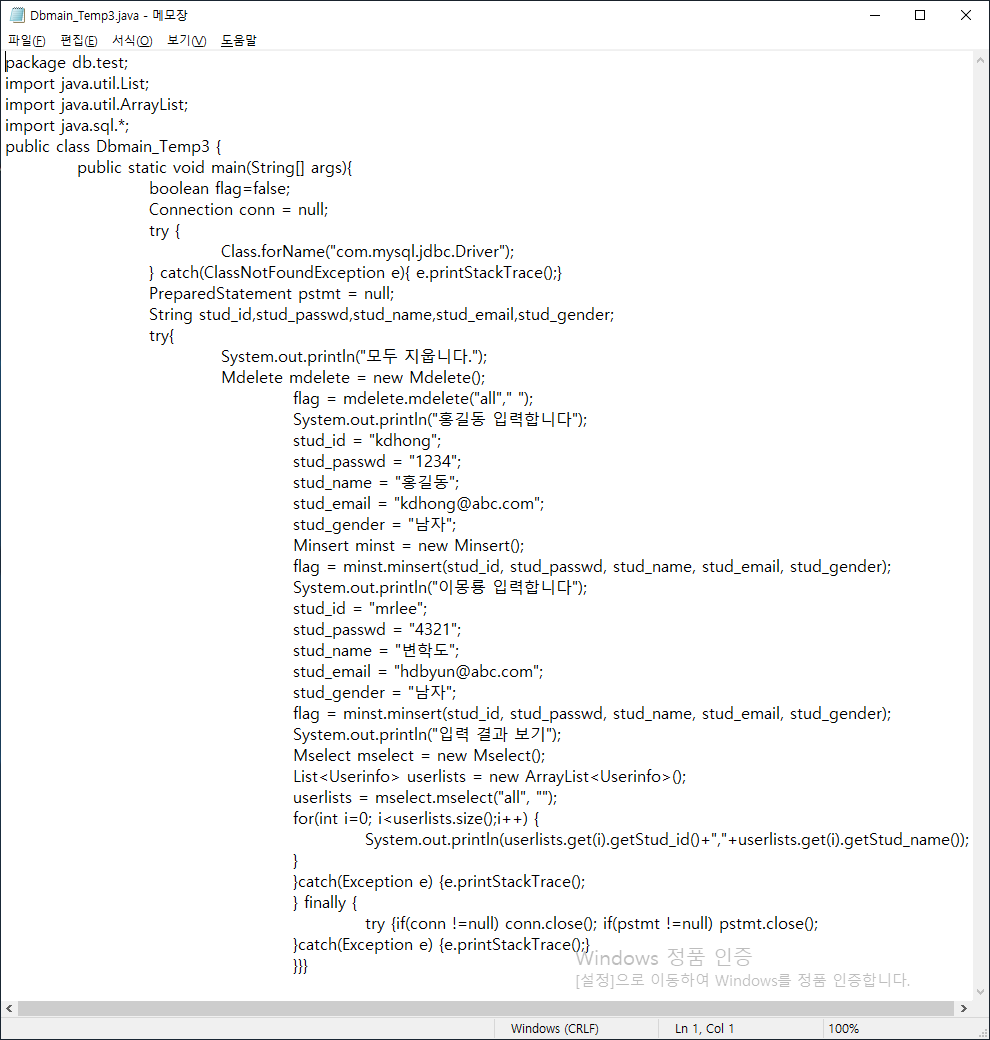 Dbmain_Temp3.java - 메모장
파일(F) 편집(E) 서식(O) 보기(V) 도움말
package db.test;
import java.util.List;
import java.util.ArrayList;
import java.sql.*;
public class Dbmain_Temp3 {
public static void main(String[] args){
boolean flag=false;
Connection conn = null;
try {
Class.forName("com.mysql.jdbc.Driver");
} catch(ClassNotFoundException e){ e.printStackTrace();}
PreparedStatement pstmt = null;
String stud_id,stud_passwd,stud_name,stud_email,stud_gender;
try{
System.out.println("모두 지웁니다.");
Mdelete mdelete = new Mdelete();
flag = mdelete.mdelete("all"," ");
System.out.println("홍길동 입력합니다");
stud_id = "kdhong";
stud_passwd = "1234";
stud_name = "홍길동";
stud_email = "kdhong@abc.com";
stud_gender = "남자";
Minsert minst = new Minsert();
flag = minst.minsert(stud_id, stud_passwd, stud_name, stud_email, stud_gender);
System.out.println("이몽룡 입력합니다");
stud_id = "mrlee";
stud_passwd = "4321";
stud_name = "변학도";
stud_email = "hdbyun@abc.com";
stud_gender = "남자";
flag = minst.minsert(stud_id, stud_passwd, stud_name, stud_email, stud_gender);
System.out.println("입력 결과 보기");
Mselect mselect = new Mselect();
List<Userinfo> userlists = new ArrayList<Userinfo>();
userlists = mselect.mselect("all", "");
for(int i=0; i<userlists.size();i++) {
System.out.println(userlists.get(i).getStud_id()+","+userlists.get(i).getStud_name());
}
}catch(Exception e) {e.printStackTrace();
} finally {
try {if(conn !=null) conn.close(); if(pstmt !=null) pstmt.close();
}catch(Exception e) {e.printStackTrace();}
}}}
Windows 정품 인증
[설정]으로 이동하여 Windows를 정품 인증합니다.
Windows (CRLF) Ln 1, Col 1 100%